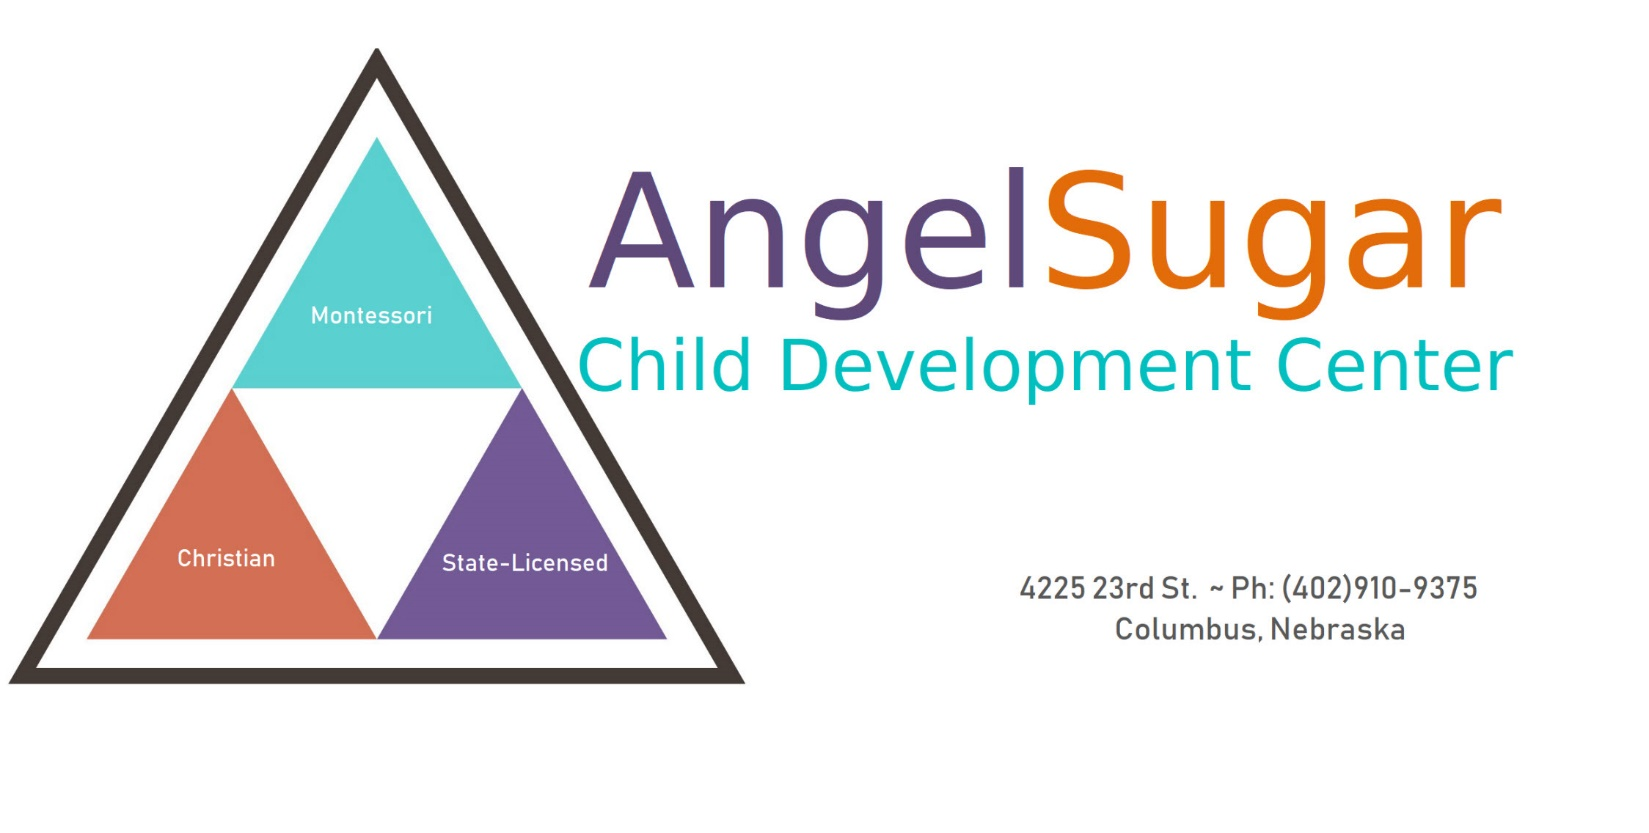 AngelSugar
Child Development Center
Montessori
Christian
State-Licensed
4225 23rd St. ~ Ph: (402)910-9375
Columbus, Nebraska